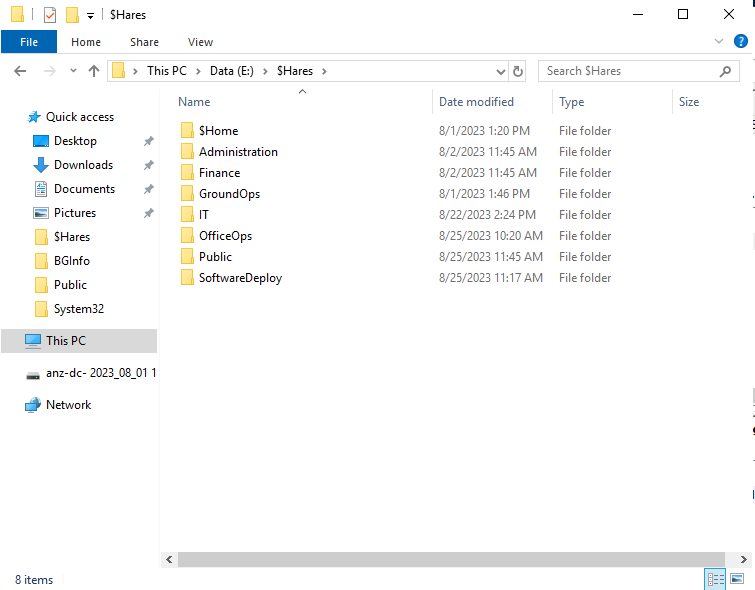 $Hares
File Home Share View
This PC Data (E:) $Hares Search $Hares
Name Date modified Type Size
Quick access
Desktop
Downloads
Documents
Pictures
$Hares
BGInfo
Public
System32
This PC
anz-dc- 2023_08_01 1
Network
$Home 8/1/2023 1:20 PM File folder
Administration 8/2/2023 11:45 AM File folder
Finance 8/2/2023 11:45 AM File folder
GroundOps 8/1/2023 1:46 PM File folder
IT 8/22/2023 2:24 PM File folder
OfficeOps 8/25/2023 10:20 AM File folder
Public 8/25/2023 11:45 AM File folder
SoftwareDeploy 8/25/2023 11:17 AM File folder
8 items